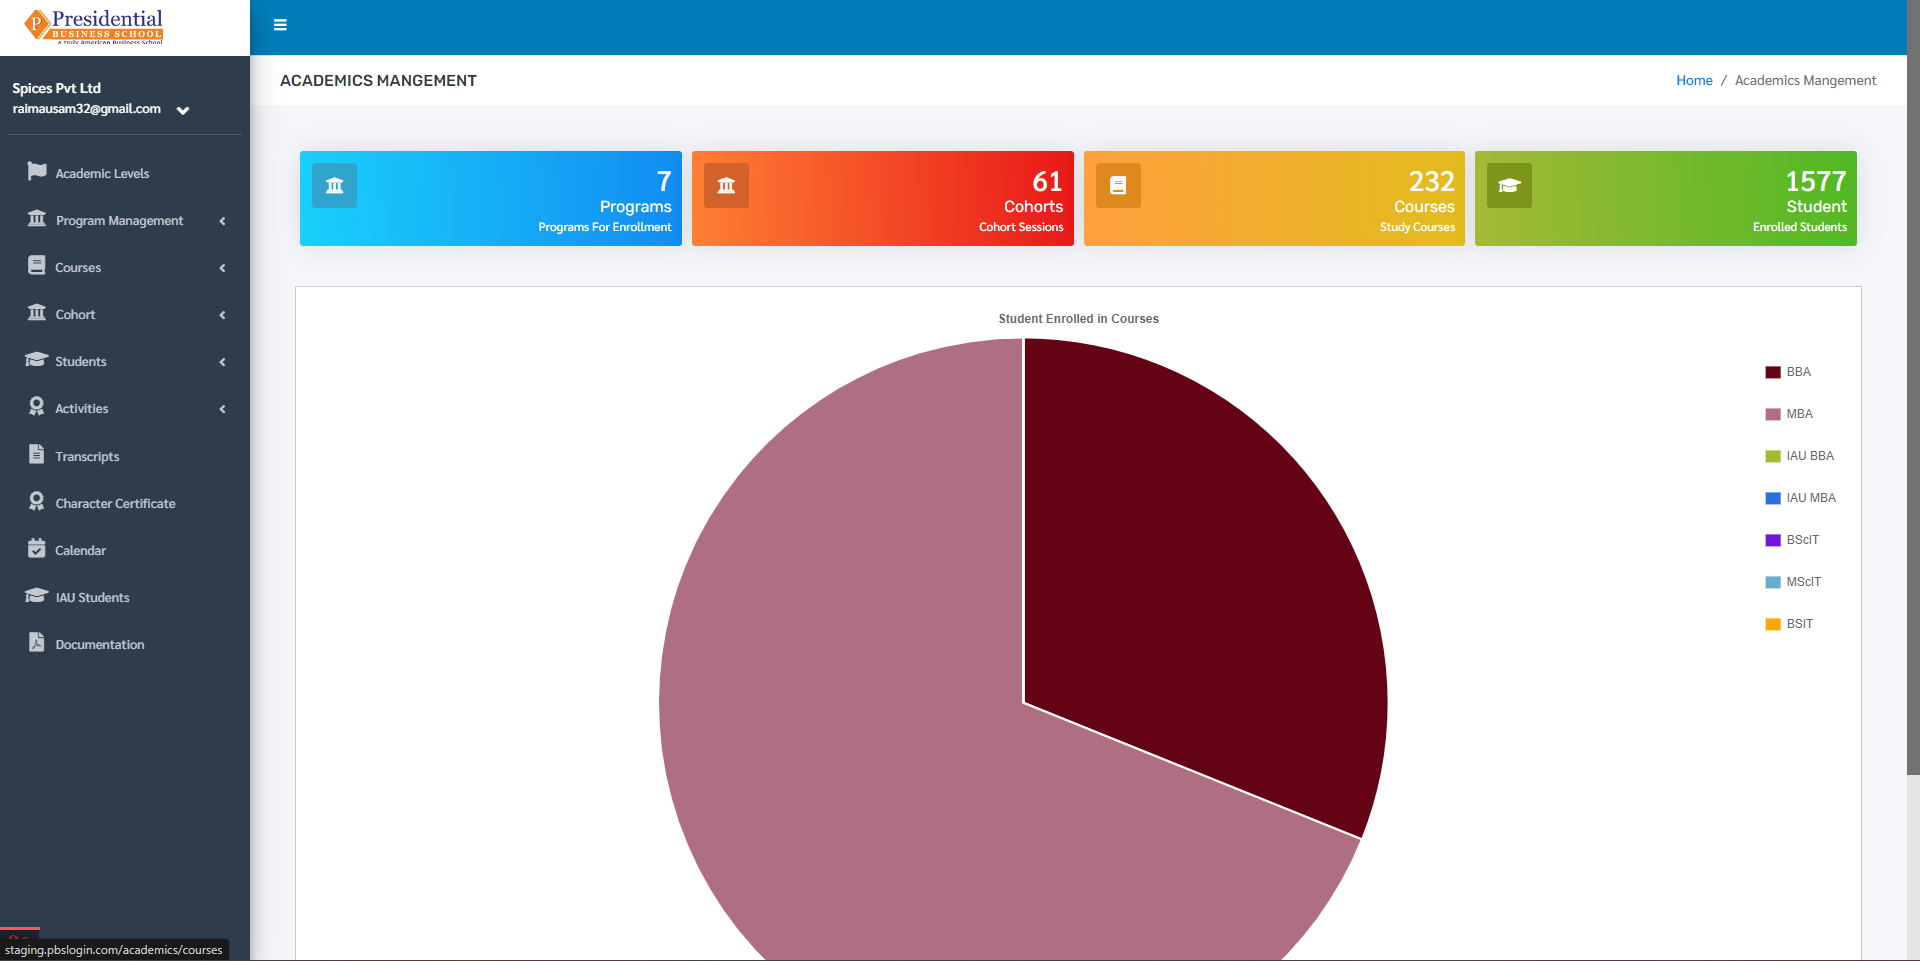 P
Presidential
BUSINESS SCHOOL
A truly American Business School
Spices Pvt Ltd
raimausam32@gmail.com
Academic Levels
Program Management
Courses
Cohort
Students
Activities
Transcripts
Character Certificate
Calendar
IAU Students
Documentation
staging.pbslogin.com/academics/courses
ACADEMICS MANGEMENT
Home / Academics Mangement
7
Programs
Programs For Enrollment
61
Cohorts
Cohort Sessions
232
Courses
Study Courses
1577
Student
Enrolled Students
Student Enrolled in Courses
BBA
MBA
IAU BBA
IAU MBA
BScIT
MScIT
BSIT